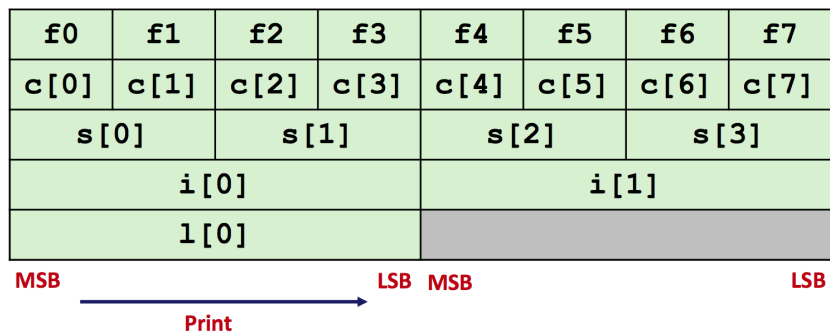 f0 f1 f2 f3 f4 f5 f6 f7
c[0] c[1] c[2] c[3] c[4] c[5] c[6] c[7]
s[0] s[1] s[2] s[3]
i[0] i[1]
l[0]
MSB LSB MSB LSB
Print